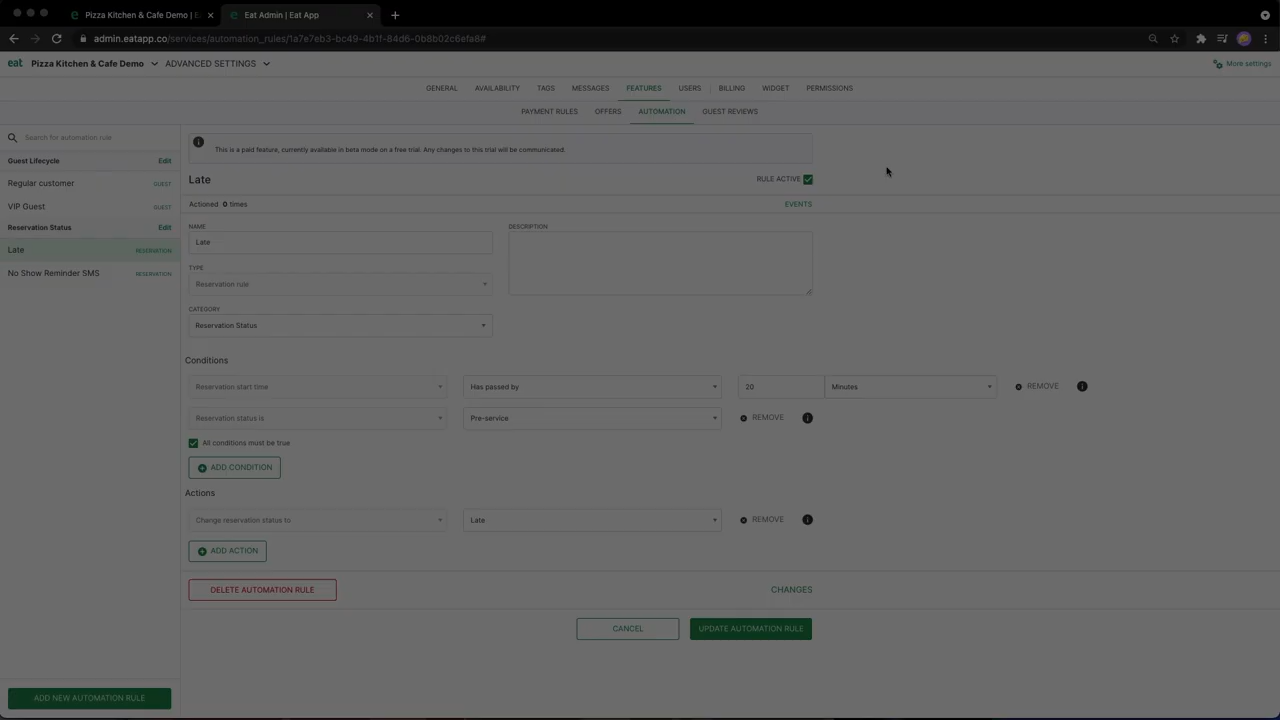 Pizza Kitchen & Cafe Demo | E
Eat Admin | Eat App
admin.eatapp.co/services/automation_rules/1a7e7eb3-bc49-4b1f-84d6-0b8b02c6efa8#
eat Pizza Kitchen & Cafe Demo ADVANCED SETTINGS More settings
GENERAL AVAILABILITY TAGS MESSAGES FEATURES USERS BILLING WIDGET PERMISSIONS
PAYMENT RULES OFFERS AUTOMATION GUEST REVIEWS
Search for automation rule
Guest Lifecycle Edit
Regular customer GUEST
VIP Guest GUEST
Reservation Status Edit
Late RESERVATION
No Show Reminder SMS RESERVATION
ADD NEW AUTOMATION RULE
This is a paid feature, currently available in beta mode on a free trial. Any changes to this trial will be communicated.
Late RULE ACTIVE
Actioned 0 times EVENTS
NAME DESCRIPTION
Late
TYPE
Reservation rule
CATEGORY
Reservation Status
Conditions
Reservation start time Has passed by 20 Minutes REMOVE
Reservation status is Pre-service REMOVE
All conditions must be true
ADD CONDITION
Actions
Change reservation status to Late REMOVE
ADD ACTION
DELETE AUTOMATION RULE CHANGES
CANCEL UPDATE AUTOMATION RULE